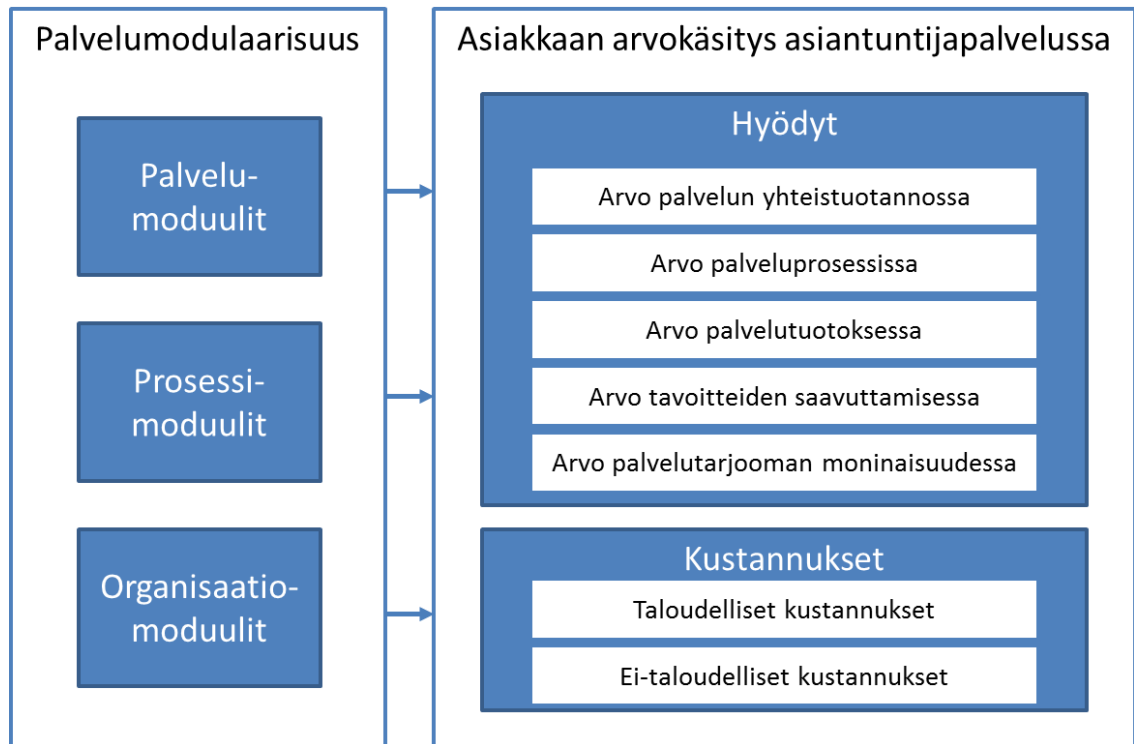 Palvelumodulaarisuus
Palvelu-
moduulit
Prosessi-
moduulit
Organisaatio-
moduulit
Asiakkaan arvokäsitys asiantuntijapalvelussa
Hyödyt
Arvo palvelun yhteistuotannossa
Arvo palveluprosessissa
Arvo palvelutuotoksessa
Arvo tavoitteiden saavuttamisessa
Arvo palvelutarjooman moninaisuudessa
Kustannukset
Taloudelliset kustannukset
Ei-taloudelliset kustannukset